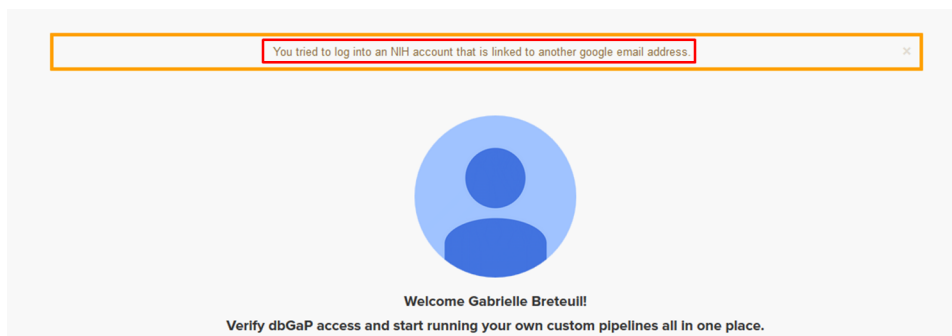 You tried to log into an NIH account that is linked to another google email address.
×
Welcome Gabrielle Breteuil!
Verify dbGaP access and start running your own custom pipelines all in one place.